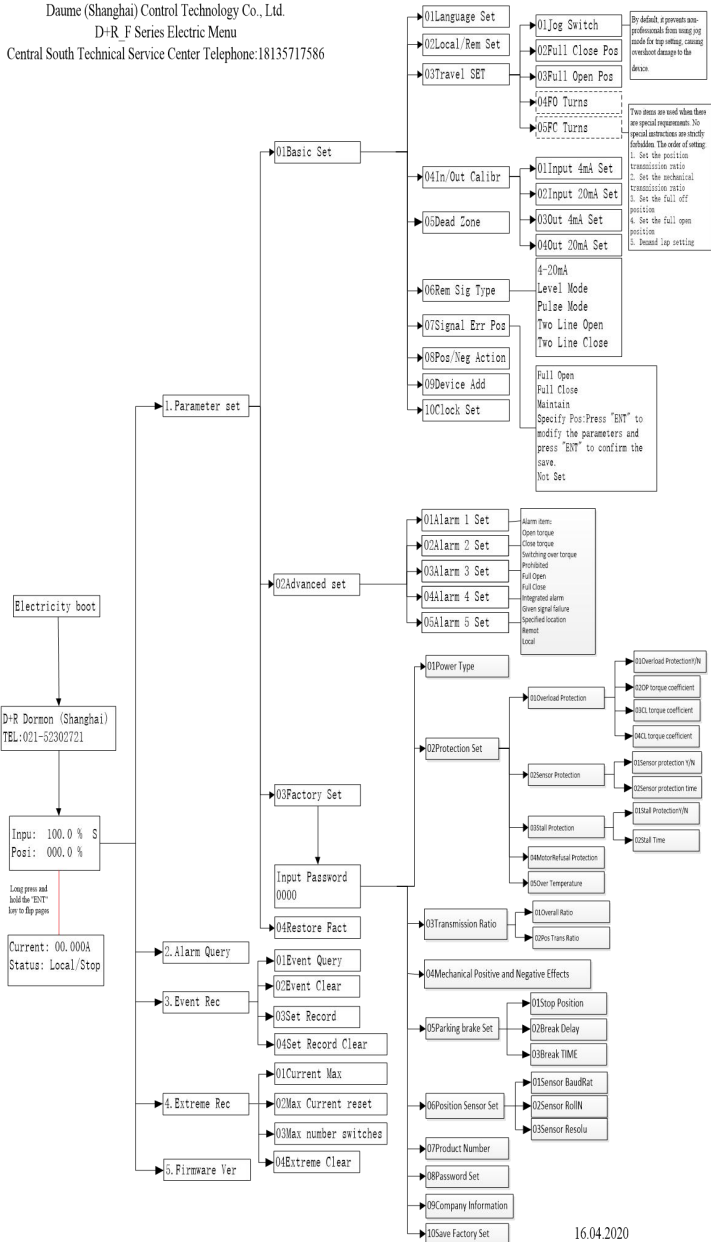 Daume (Shanghai) Control Technology Co., Ltd.
D+R_F Series Electric Menu
Central South Technical Service Center Telephone:18135717586
Electricity boot
D+R Dormon (Shanghai)
TEL:021-52302721
Inpu: 100.0 % S
Posi: 000.0 %
Long press and
hold the "ENT"
key to flip pages
Current: 00.000A
Status: Local/Stop
1.Parameter set
2.Alarm Query
3.Event Rec
4.Extreme Rec
5.Firmware Ver
01Basic Set
02Advanced set
03Factory Set
Input Password
0000
04Restore Fact
01Event Query
02Event Clear
03Set Record
04Set Record Clear
01Current Max
02Max Current reset
03Max number switches
04Extreme Clear
01Language Set
02Local/Rem Set
03Travel SET
04In/Out Calibr
05Dead Zone
06Rem Sig Type
07Signal Err Pos
08Pos/Neg Action
09Device Add
10Clock Set
01Jog Switch
02Full Close Pos
03Full Open Pos
04FO Turns
05FC Turns
By default, it prevents non-
professionals from using jog
mode for trip setting, causing
overshoot damage to the
device.
Two items are used when there
are special requirements. No
special instructions are strictly
forbidden. The order of setting:
1. Set the position
transmission ratio
2. Set the mechanical
transmission ratio
3. Set the full off
position
4. Set the full open
position
5. Demand lap setting
01Input 4mA Set
02Input 20mA Set
03Out 4mA Set
04Out 20mA Set
4-20mA
Level Mode
Pulse Mode
Two Line Open
Two Line Close
Full Open
Full Close
Maintain
Specify Pos:Press "ENT" to
modify the parameters and
press "ENT" to confirm the
save.
Not Set
01Alarm 1 Set
02Alarm 2 Set
03Alarm 3 Set
04Alarm 4 Set
05Alarm 5 Set
Alarm item:
Open torque
Close torque
Switching over torque
Prohibited
Full Open
Full Close
Integrated alarm
Given signal failure
Specified location
Remot
Local
01Power Type
02Protection Set
03Transmission Ratio
04Mechanical Positive and Negative Effects
05Parking brake Set
06Position Sensor Set
07Product Number
08Password Set
09Company Information
10Save Factory Set
01Overload Protection
02Sensor Protection
03Stall Protection
04MotorRefusal Protection
05Over Temperature
01Overload ProtectionY/N
02OP torque coefficient
03CL torque coefficient
04CL torque coefficient
01Sensor protection Y/N
02Sensor protection time
01Stall ProtectionY/N
02Stall Time
01Overall Ratio
02Pos Trans Ratio
01Stop Position
02Break Delay
03Break TIME
01Sensor BaudRat
02Sensor RollN
03Sensor Resolu
16.04.2020